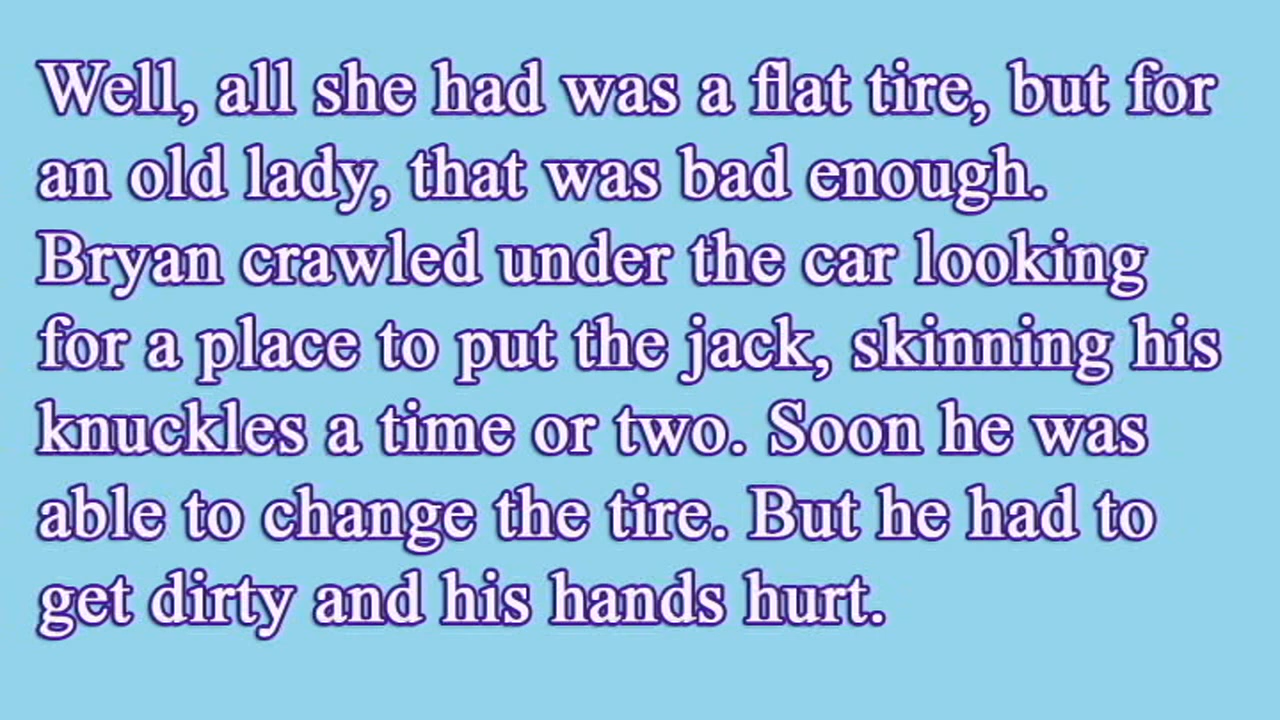 Well, all she had was a flat tire, but for
an old lady, that was bad enough.
Bryan crawled under the car looking
for a place to put the jack, skinning his
knuckles a time or two. Soon he was
able to change the tire. But he had to
get dirty and his hands hurt.